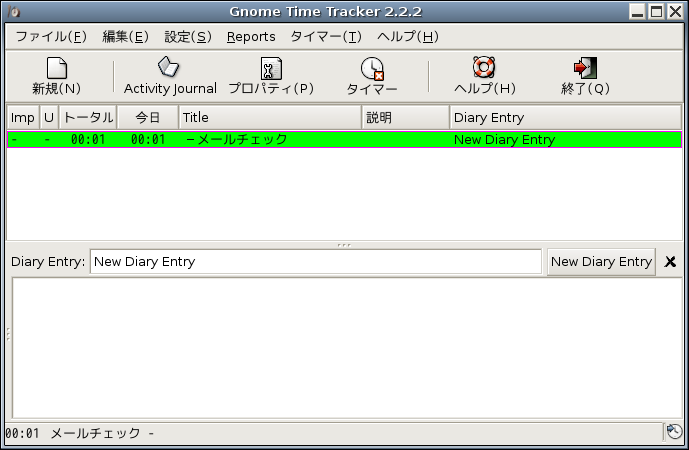 Gnome Time Tracker 2.2.2
ファイル(F) 編集(E) 設定(S) Reports タイマー(T) ヘルプ(H)
新規(N) Activity Journal プロパティ(P) タイマー ヘルプ(H) 終了(Q)
Imp U トータル 今日 Title 説明 Diary Entry
- - 00:01 00:01 －メールチェック New Diary Entry
Diary Entry: New Diary Entry New Diary Entry
00:01 メールチェック -